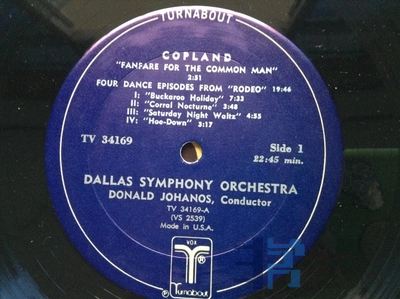 TURNABOUT
COPLAND
"FANFARE FOR THE COMMON MAN"
2:51
FOUR DANCE EPISODES FROM "RODEO" 19:46
I: "Buckaroo Holiday" 7:33
II: "Corral Nocturne" 3:48
III: "Saturday Night Waltz" 4:55
IV: "Hoe-Down" 3:17
TV 34169
Side 1
22:45 min.
DALLAS SYMPHONY ORCHESTRA
DONALD JOHANOS, Conductor
TV 34169-A
(VS 2539)
Made in U.S.A.
VOX
Turnabout